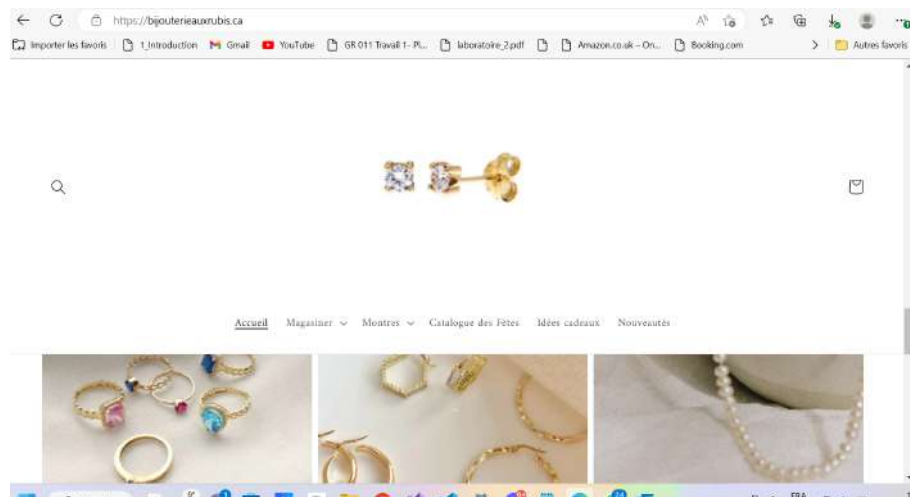 https://bijouterieauxrubis.ca
Importer les favoris 1_Introduction Gmail YouTube GR 011 Travail 1- Pl... laboratoire_2.pdf Amazon.co.uk – On... Booking.com Autres favoris
Accueil Magasiner Montres Catalogue des Fêtes Idées cadeaux Nouveautés
FRA